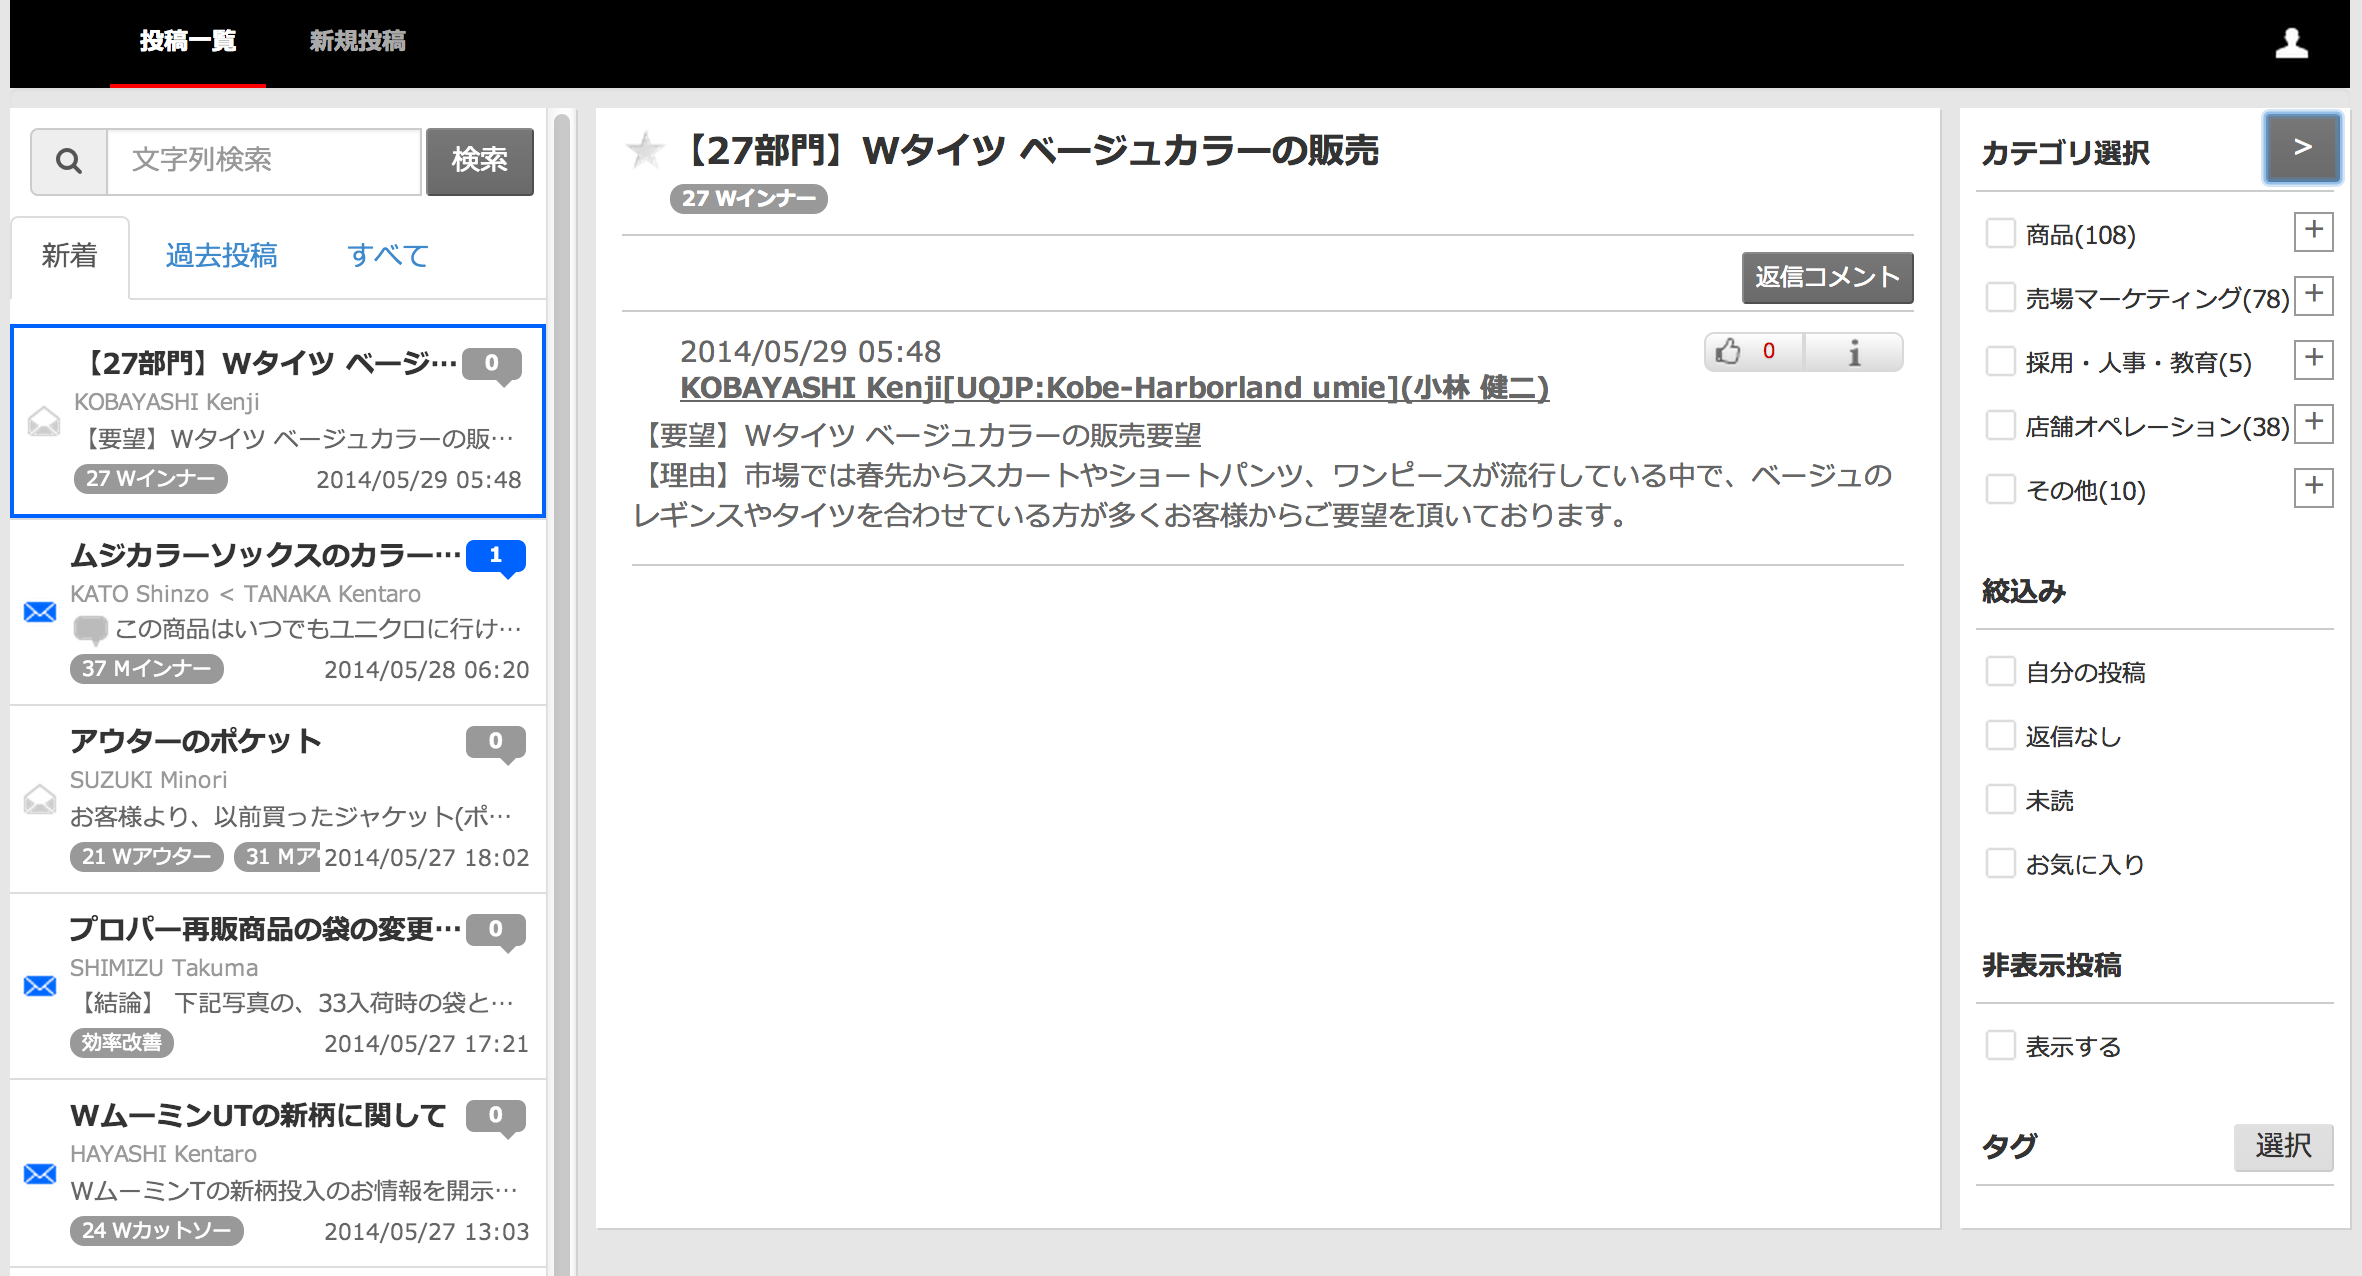 投稿一覧
新規投稿
文字列検索
検索
新着
過去投稿
すべて
【27部門】Wタイツ ベージ…
0
KOBAYASHI Kenji
【要望】Wタイツ ベージュカラーの販…
27 Wインナー
2014/05/29 05:48
ムジカラーソックスのカラー…
1
KATO Shinzo < TANAKA Kentaro
この商品はいつでもユニクロに行け…
37 Mインナー
2014/05/28 06:20
アウターのポケット
0
SUZUKI Minori
お客様より、以前買ったジャケット(ポ…
21 Wアウター
31 Mア
2014/05/27 18:02
プロパー再販商品の袋の変更…
0
SHIMIZU Takuma
【結論】 下記写真の、33入荷時の袋と…
効率改善
2014/05/27 17:21
WムーミンUTの新柄に関して
0
HAYASHI Kentaro
WムーミンTの新柄投入のお情報を開示…
24 Wカットソー
2014/05/27 13:03
【27部門】Wタイツ ベージュカラーの販売
27 Wインナー
返信コメント
2014/05/29 05:48
0
i
KOBAYASHI Kenji[UQJP:Kobe-Harborland umie](小林 健二)
【要望】Wタイツ ベージュカラーの販売要望
【理由】市場では春先からスカートやショートパンツ、ワンピースが流行している中で、ベージュの
レギンスやタイツを合わせている方が多くお客様からご要望を頂いております。
カテゴリ選択
>
商品(108)
+
売場マーケティング(78)
+
採用・人事・教育(5)
+
店舗オペレーション(38)
+
その他(10)
+
絞込み
自分の投稿
返信なし
未読
お気に入り
非表示投稿
表示する
タグ
選択